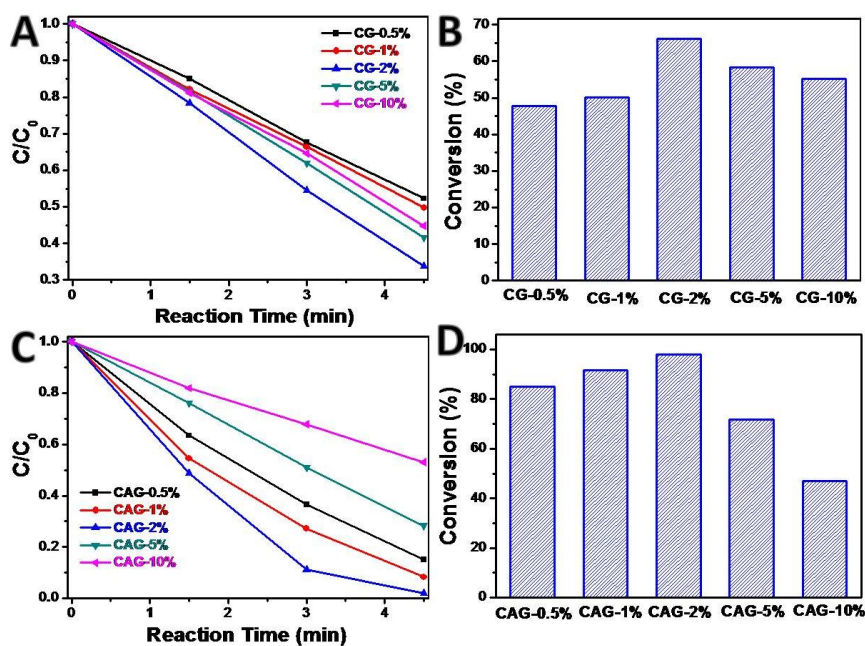 A
1.0
0.9
0.8
0.7
0.6
0.5
0.4
0.3
C/C0
0 1 2 3 4
Reaction Time (min)
CG-0.5%
CG-1%
CG-2%
CG-5%
CG-10%
B
70
60
50
40
30
20
10
0
Conversion (%)
CG-0.5% CG-1% CG-2% CG-5% CG-10%
C
1.0
0.8
0.6
0.4
0.2
0.0
C/C0
0 1 2 3 4
Reaction Time (min)
CAG-0.5%
CAG-1%
CAG-2%
CAG-5%
CAG-10%
D
100
80
60
40
20
0
Conversion (%)
CAG-0.5% CAG-1% CAG-2% CAG-5% CAG-10%